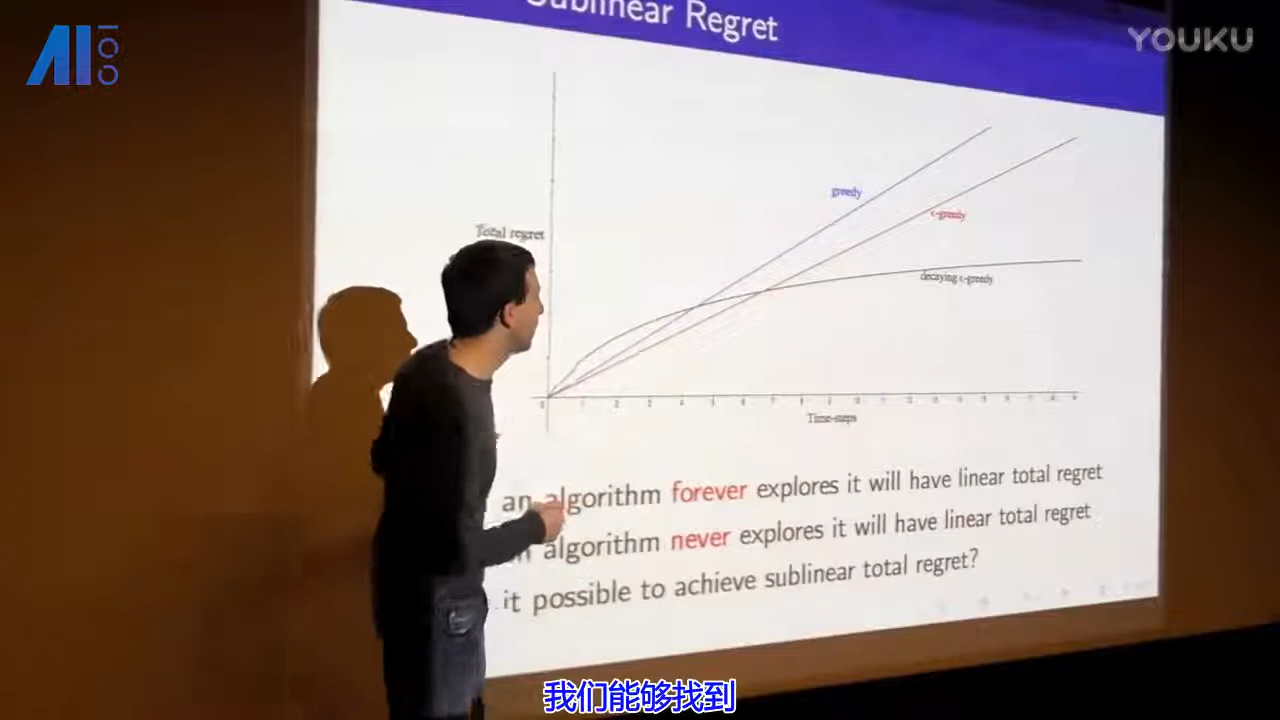 AI100
YOUKU
Sublinear Regret
greedy
ϵ-greedy
Total regret
decaying ϵ-greedy
Time-steps
an algorithm forever explores it will have linear total regret
algorithm never explores it will have linear total regret
it possible to achieve sublinear total regret?
我们能够找到